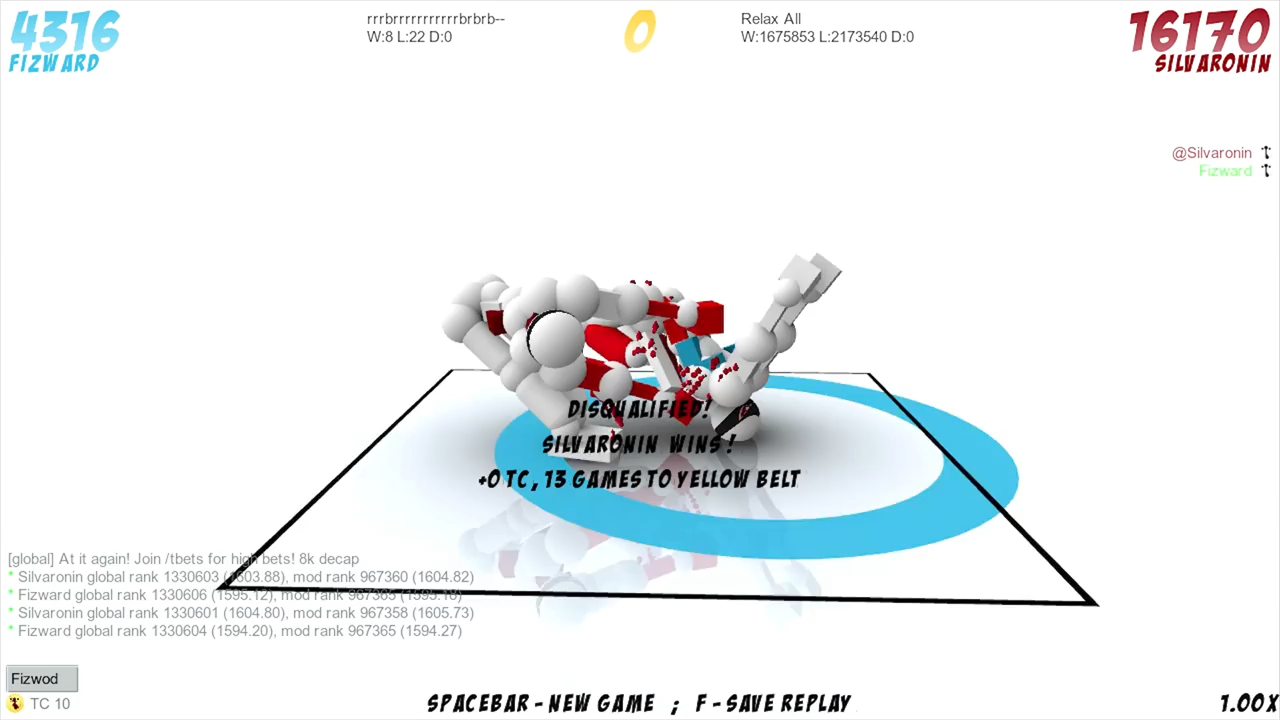 4316
FIZWARD
rrrbrrrrrrrrrrrbrbrb--
W:8 L:22 D:0
0
Relax All
W:1675853 L:2173540 D:0
16170
SILVARONIN
@Silvaronin
Fizward
DISQUALIFIED!
SILVARONIN WINS!
+0 TC, 13 GAMES TO YELLOW BELT
[global] At it again! Join /tbets for high bets! 8k decap
* Silvaronin global rank 1330603 (1603.88), mod rank 967360 (1604.82)
* Fizward global rank 1330606 (1595.12), mod rank 967365 (1595.18)
* Silvaronin global rank 1330601 (1604.80), mod rank 967358 (1605.73)
* Fizward global rank 1330604 (1594.20), mod rank 967365 (1594.27)
Fizwod
TC 10
SPACEBAR - NEW GAME ; F - SAVE REPLAY
1.00X